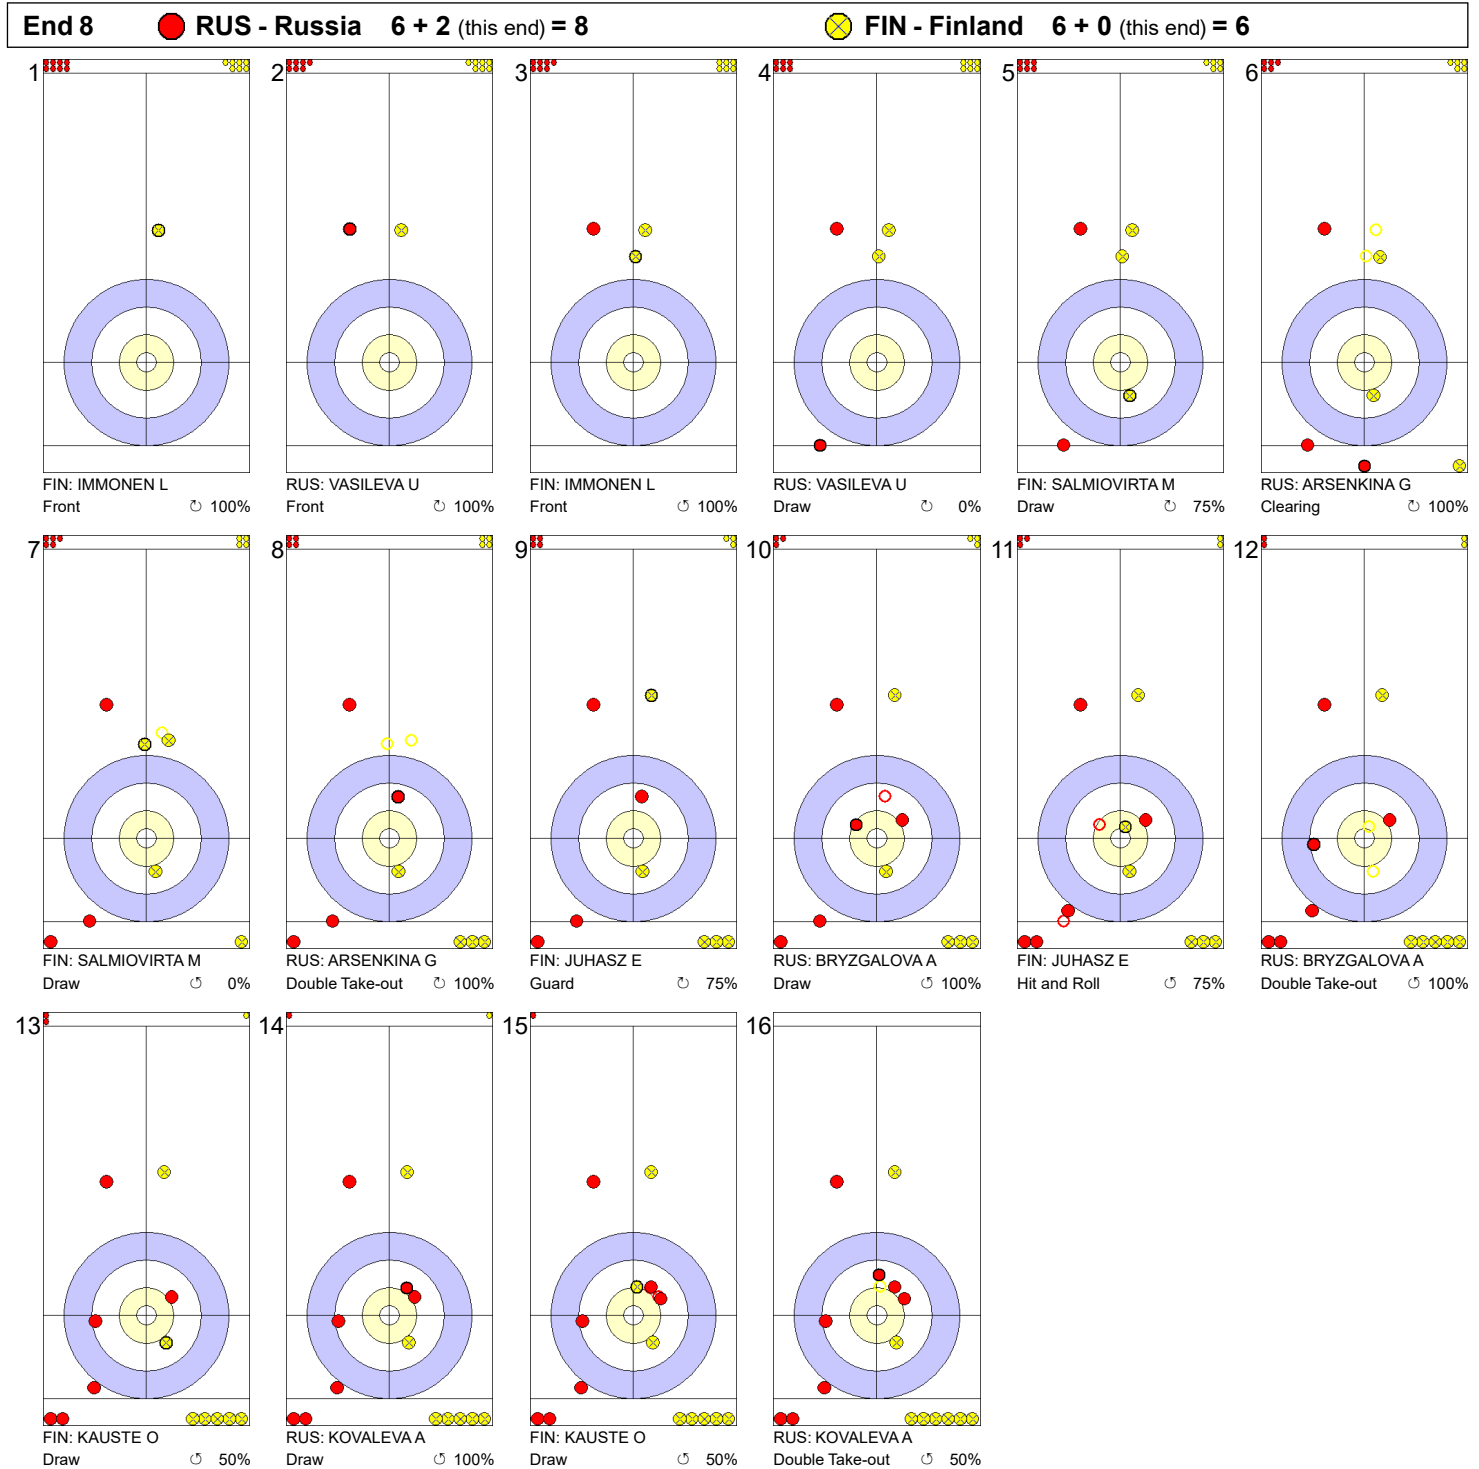 End 8 RUS - Russia 6 + 2 (this end) = 8 FIN - Finland 6 + 0 (this end) = 6
1 2 3 4 5 6
FIN: IMMONEN L RUS: VASILEVA U FIN: IMMONEN L RUS: VASILEVA U FIN: SALMIOVIRTA M RUS: ARSENKINA G
Front ↻ 100% Front ↻ 100% Front ↺ 100% Draw ↻ 0% Draw ↺ 75% Clearing ↻ 100%
7 8 9 10 11 12
FIN: SALMIOVIRTA M RUS: ARSENKINA G FIN: JUHASZ E RUS: BRYZGALOVA A FIN: JUHASZ E RUS: BRYZGALOVA A
Draw ↺ 0% Double Take-out ↻ 100% Guard ↻ 75% Draw ↺ 100% Hit and Roll ↺ 75% Double Take-out ↺ 100%
13 14 15 16
FIN: KAUSTE O RUS: KOVALEVA A FIN: KAUSTE O RUS: KOVALEVA A
Draw ↺ 50% Draw ↺ 100% Draw ↺ 50% Double Take-out ↺ 50%